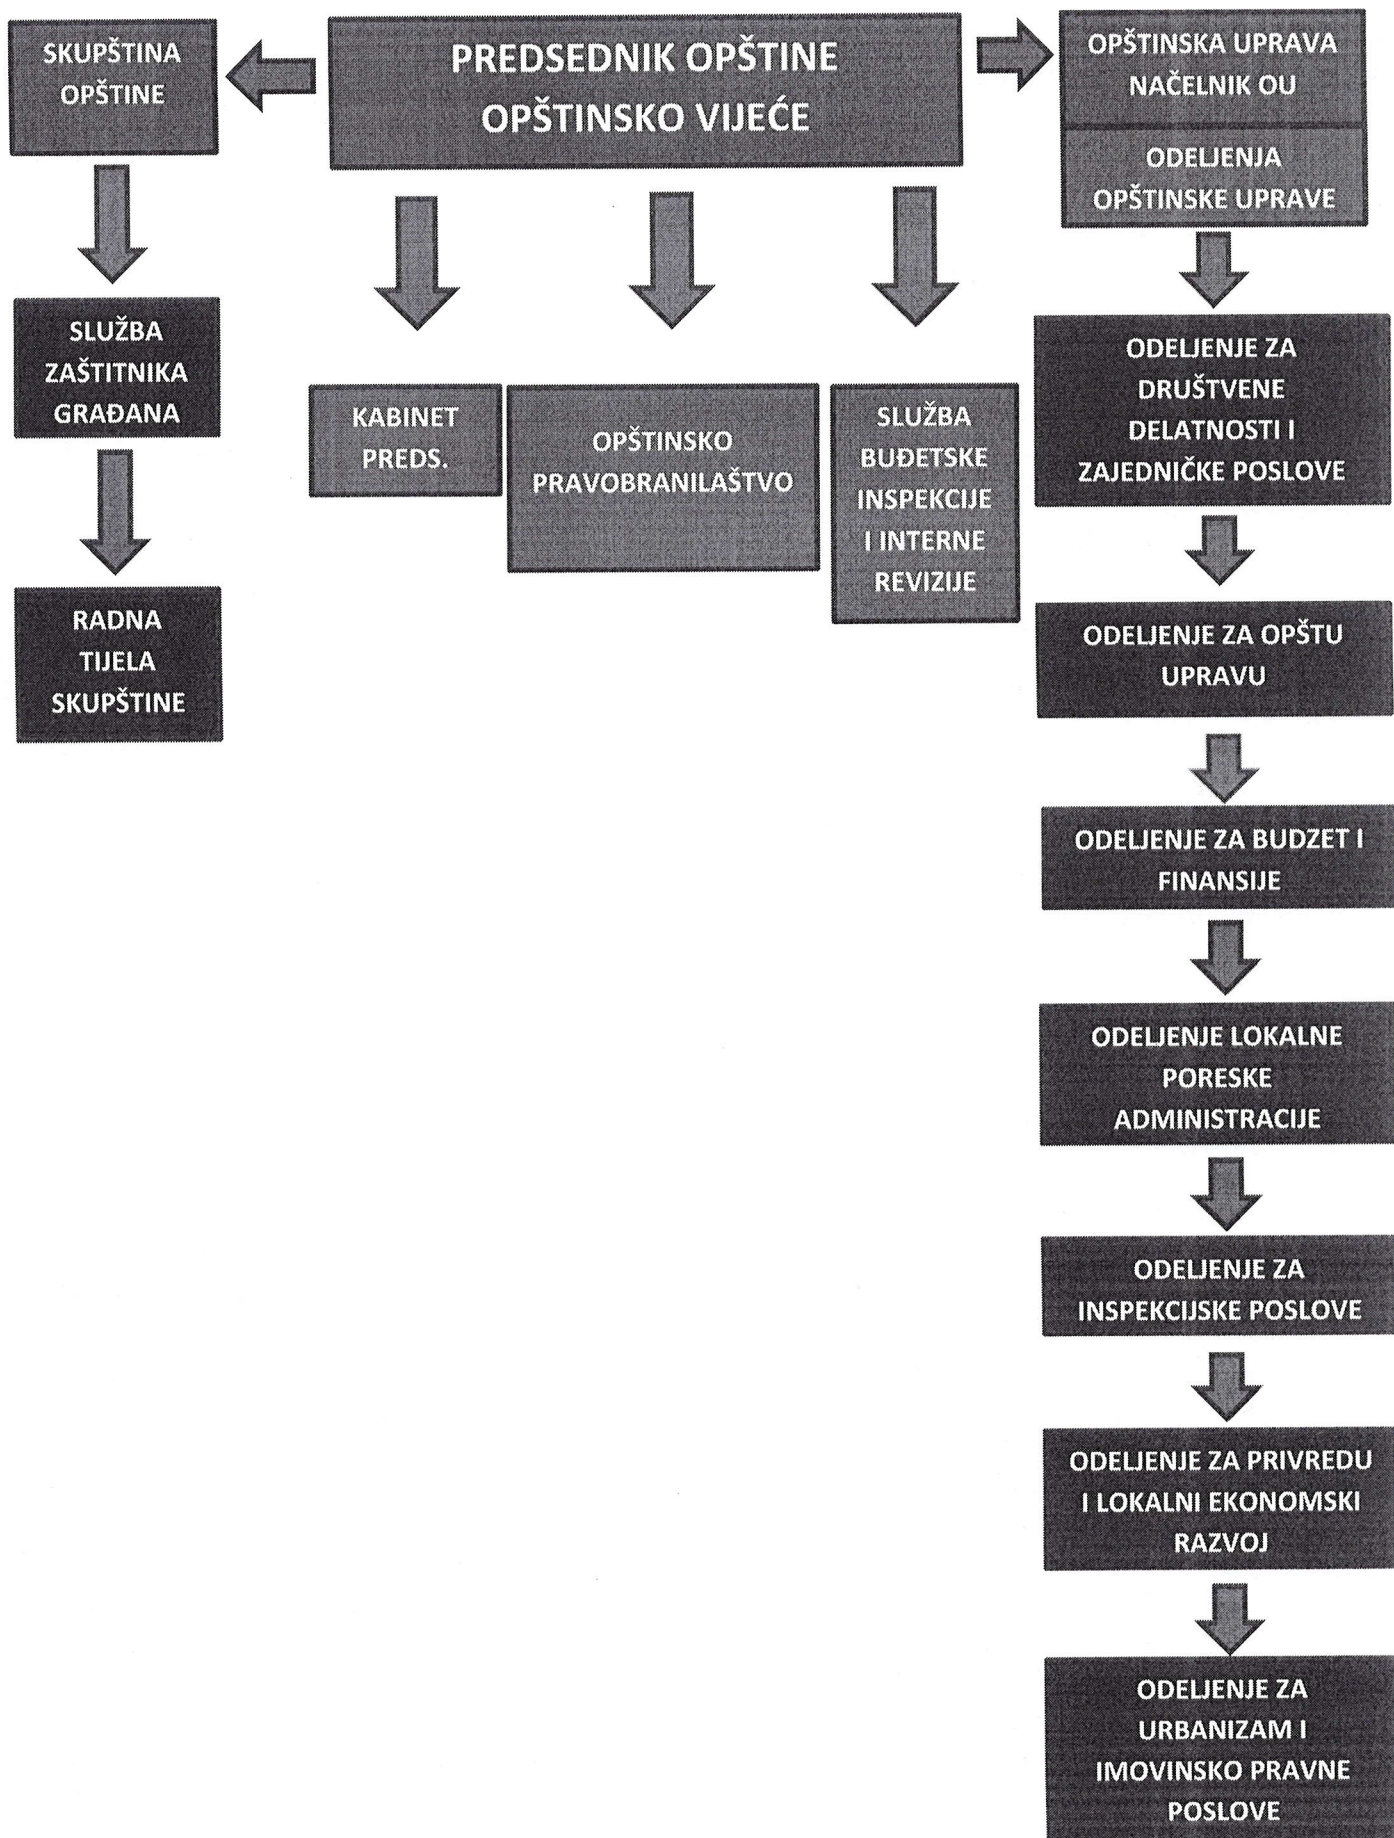 SKUPŠTINA
OPŠTINE
PREDSEDNIK OPŠTINE
OPŠTINSKO VIJEĆE
OPŠTINSKA UPRAVA
NAČELNIK OU
ODELJENJA
OPŠTINSKE UPRAVE
SLUŽBA
ZAŠTITNIKA
GRAĐANA
RADNA
TIJELA
SKUPŠTINE
KABINET
PREDS.
OPŠTINSKO
PRAVOBRANILAŠTVO
SLUŽBA
BUĐETSKE
INSPEKCIJE
I INTERNE
REVIZIJE
ODELJENJE ZA
DRUŠTVENE
DELATNOSTI I
ZAJEDNIČKE POSLOVE
ODELJENJE ZA OPŠTU
UPRAVU
ODELJENJE ZA BUDZET I
FINANSIJE
ODELJENJE LOKALNE
PORESKE
ADMINISTRACIJE
ODELJENJE ZA
INSPEKCIJSKE POSLOVE
ODELJENJE ZA PRIVREDU
I LOKALNI EKONOMSKI
RAZVOJ
ODELJENJE ZA
URBANIZAM I
IMOVINSKO PRAVNE
POSLOVE